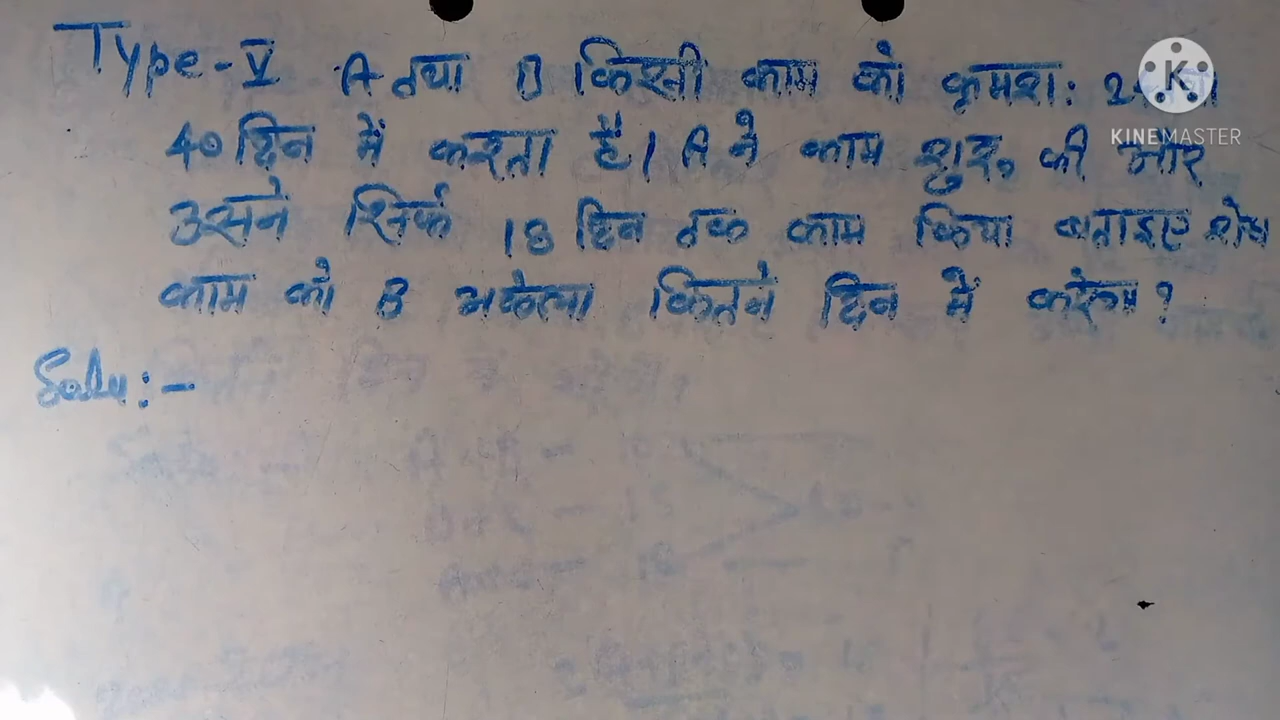 Type-V A तथा B किसी काम को क्रमश:
40 दिन में करता है। A ने काम शुरू की और
उसने सिर्फ 18 दिन तक काम किया बताइए शेष
काम को B अकेला कितने दिन में करेगा?
Solu:-
KINEMASTER